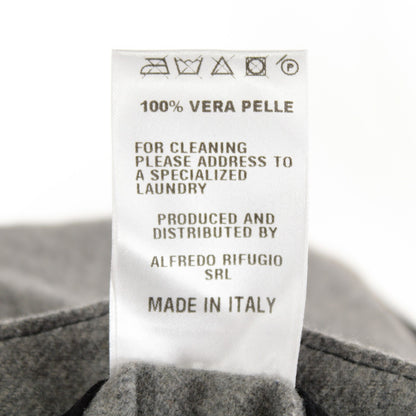 P
100% VERA PELLE
FOR CLEANING
PLEASE ADDRESS TO
A SPECIALIZED
LAUNDRY
PRODUCED AND
DISTRIBUTED BY
ALFREDO RIFUGIO
SRL
MADE IN ITALY